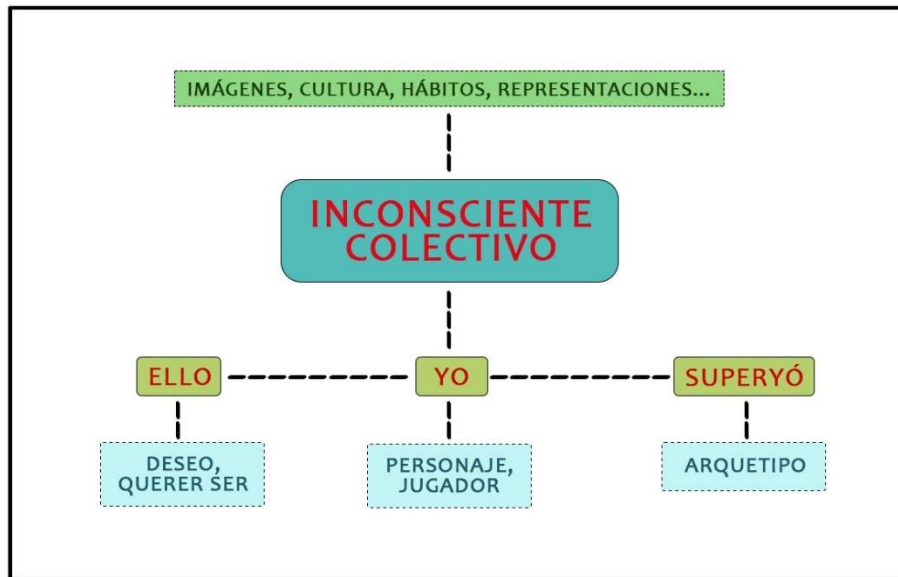 IMÁGENES, CULTURA, HÁBITOS, REPRESENTACIONES...
INCONSCIENTE
COLECTIVO
ELLO
YO
SUPERYÓ
DESEO,
QUERER SER
PERSONAJE,
JUGADOR
ARQUETIPO